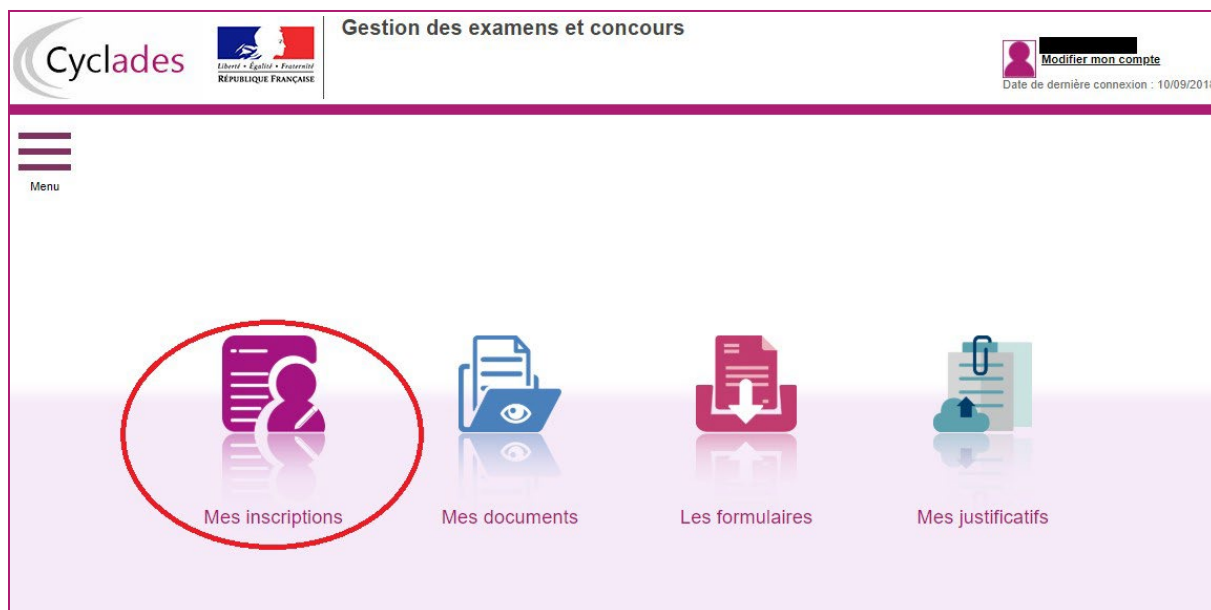 Cyclades
Liberté • Égalité • Fraternité
RÉPUBLIQUE FRANÇAISE
Gestion des examens et concours
Modifier mon compte
Date de dernière connexion : 10/09/2018
Menu
Mes inscriptions
Mes documents
Les formulaires
Mes justificatifs